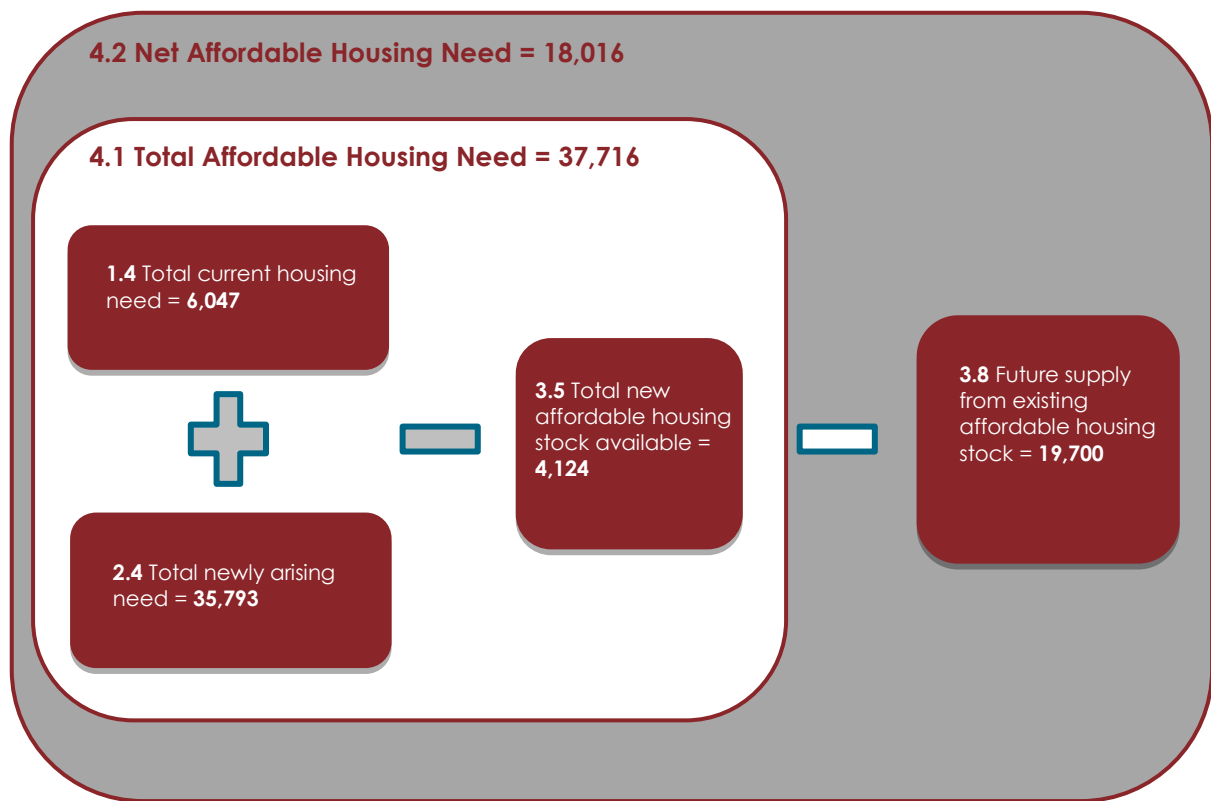 4.2 Net Affordable Housing Need = 18,016
4.1 Total Affordable Housing Need = 37,716
1.4 Total current housing
need = 6,047
2.4 Total newly arising
need = 35,793
3.5 Total new
affordable housing
stock available =
4,124
3.8 Future supply
from existing
affordable housing
stock = 19,700